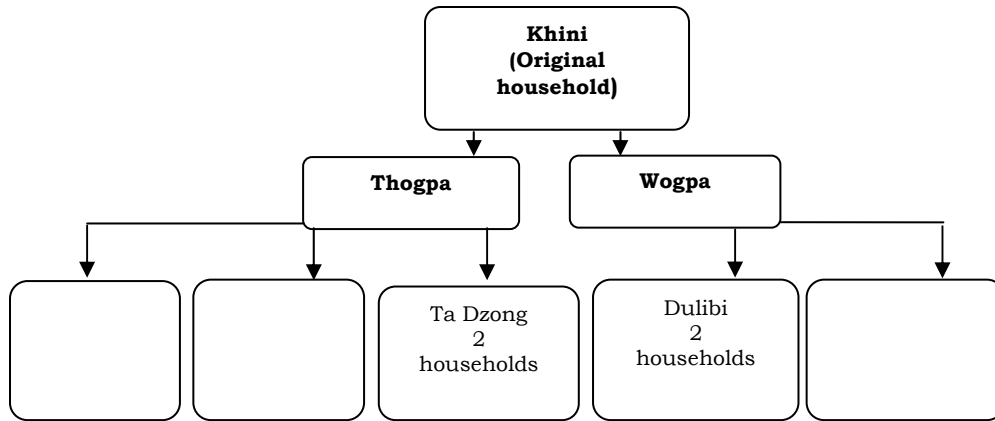 Khini
(Original
household)
Thogpa
Wogpa
Ta Dzong
2
households
Dulibi
2
households